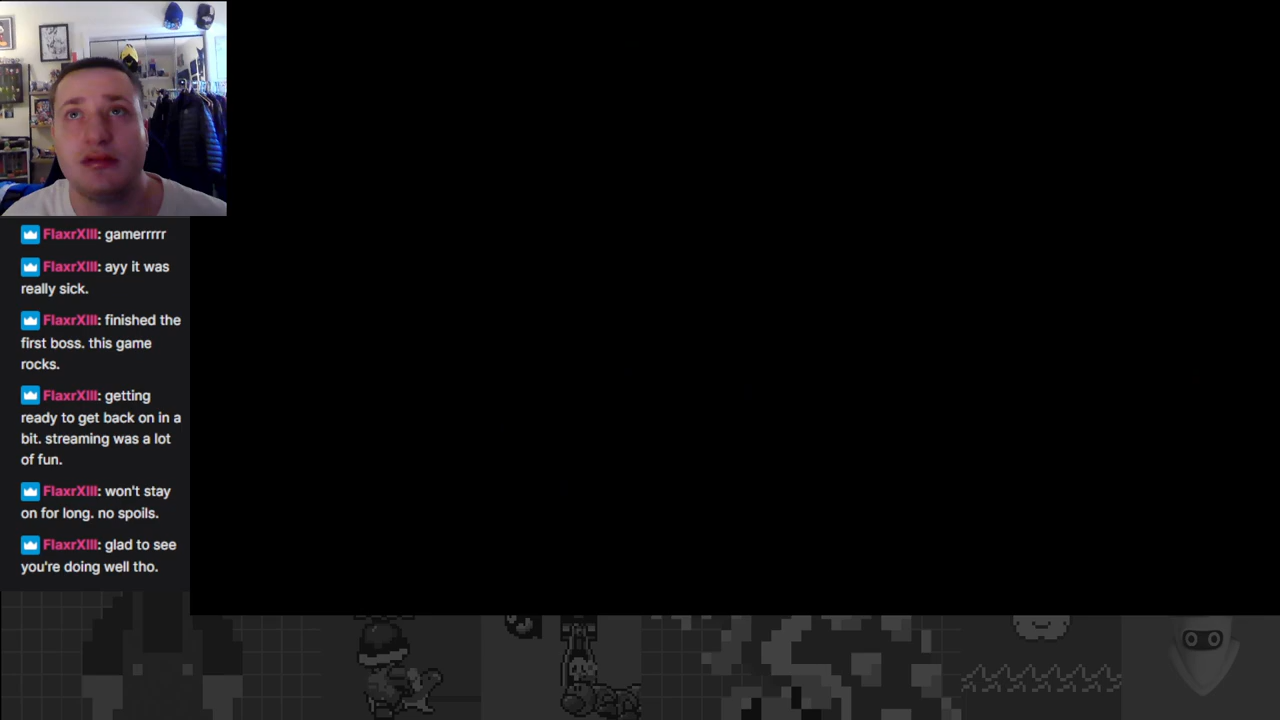 FlaxrXIII: gamerrrrr
FlaxrXIII: ayy it was
really sick.
FlaxrXIII: finished the
first boss. this game
rocks.
FlaxrXIII: getting
ready to get back on in a
bit. streaming was a lot
of fun.
FlaxrXIII: won't stay
on for long. no spoils.
FlaxrXIII: glad to see
you're doing well tho.